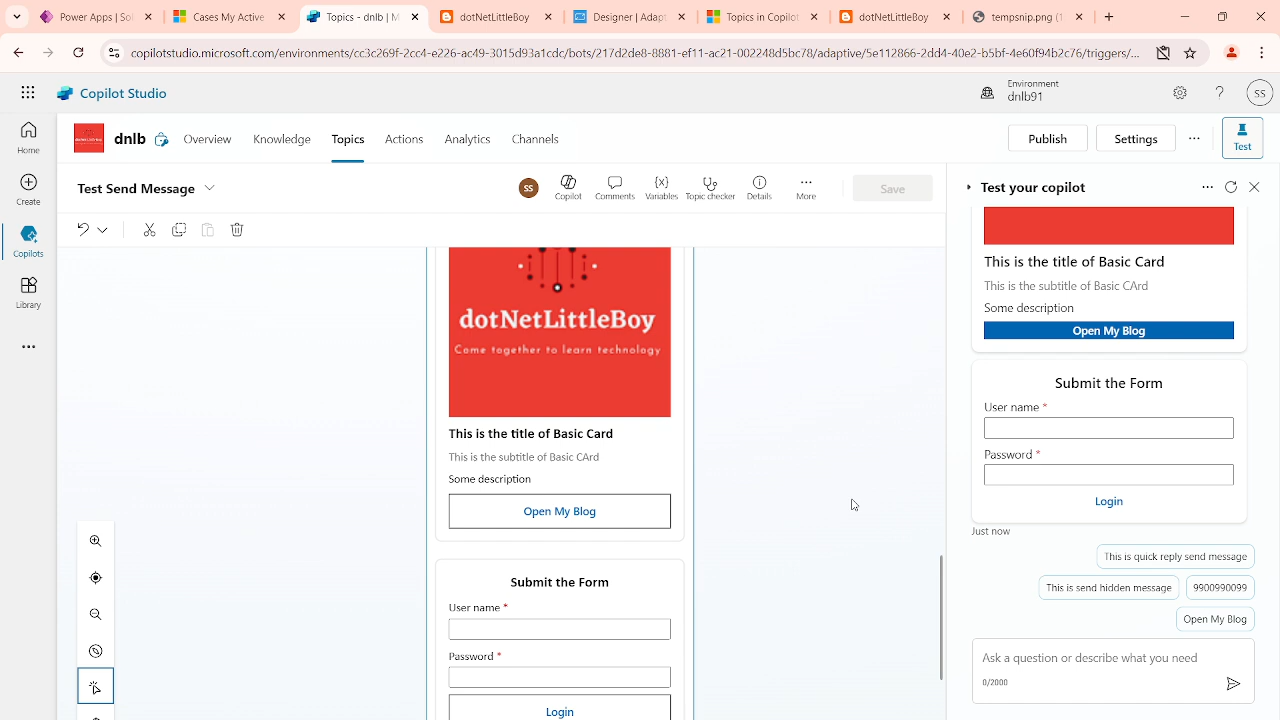 Power Apps | Sol
Cases My Active
Topics - dnlb | M
dotNetLittleBoy
Designer | Adapt
Topics in Copilot
dotNetLittleBoy
tempsnip.png (1
copilotstudio.microsoft.com/environments/cc3c269f-2cc4-e226-ac49-3015d93a1cdc/bots/217d2de8-8881-ef11-ac21-002248d5bc78/adaptive/5e112866-2dd4-40e2-b5bf-4e60f94b2c76/triggers/...
Copilot Studio
Environment
dnlb91
SS
Home
Create
Copilots
Library
dnlb
Overview
Knowledge
Topics
Actions
Analytics
Channels
Publish
Settings
Test
Test Send Message
SS
Copilot
Comments
Variables
Topic checker
Details
More
Save
dotNetLittleBoy
Come together to learn technology
This is the title of Basic Card
This is the subtitle of Basic CArd
Some description
Open My Blog
Submit the Form
User name *
Password *
Login
Test your copilot
This is the title of Basic Card
This is the subtitle of Basic CArd
Some description
Open My Blog
Submit the Form
User name *
Password *
Login
Just now
This is quick reply send message
This is send hidden message
9900990099
Open My Blog
Ask a question or describe what you need
0/2000